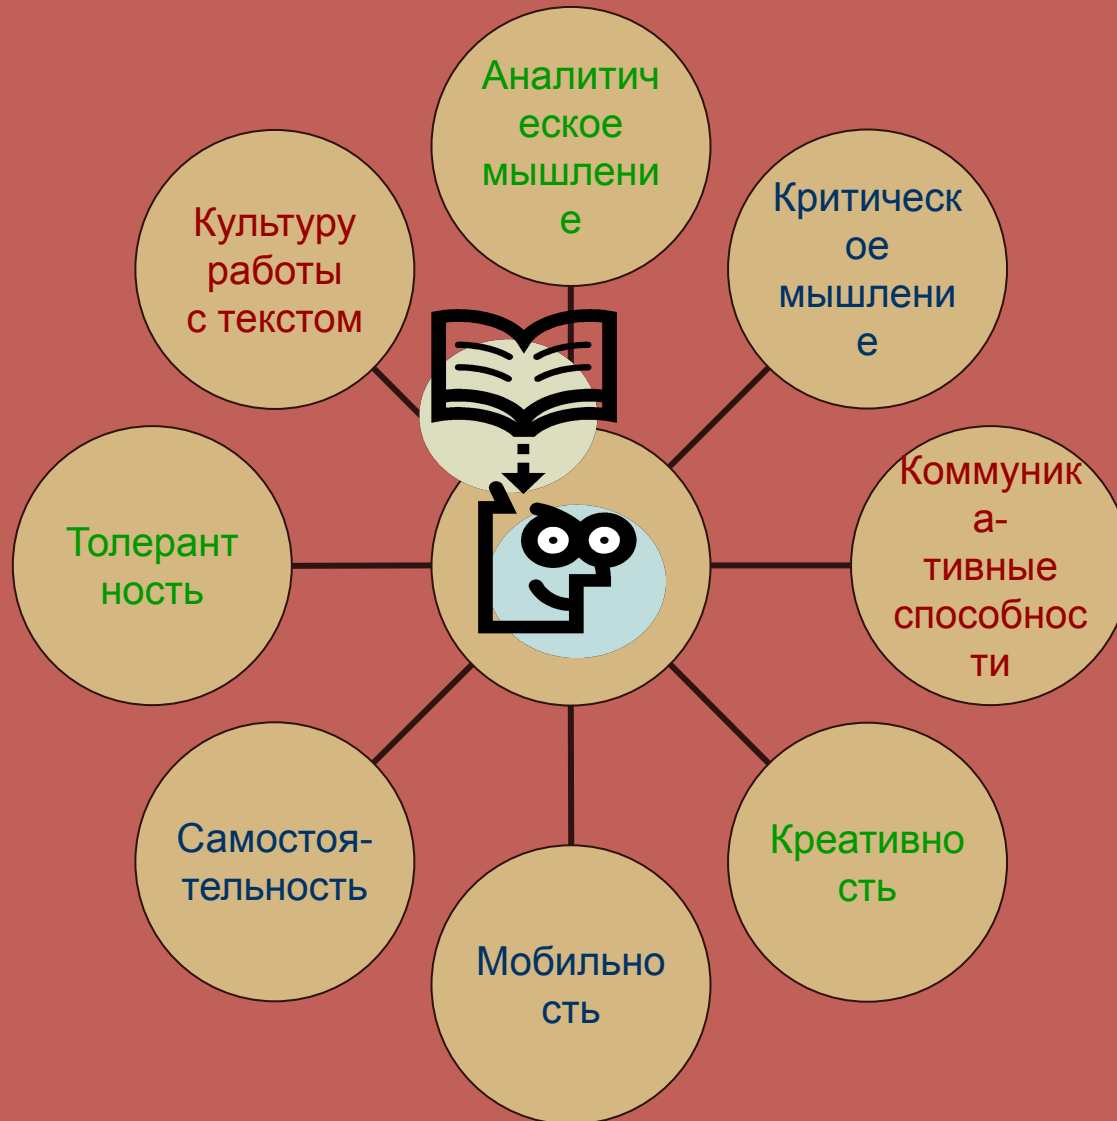 Аналитич
еское
мышлени
е
Критическ
ое
мышлени
е
Коммуник
а-
тивные
способнос
ти
Креативно
сть
Мобильно
сть
Самостоя-
тельность
Толерант
ность
Культуру
работы
с текстом